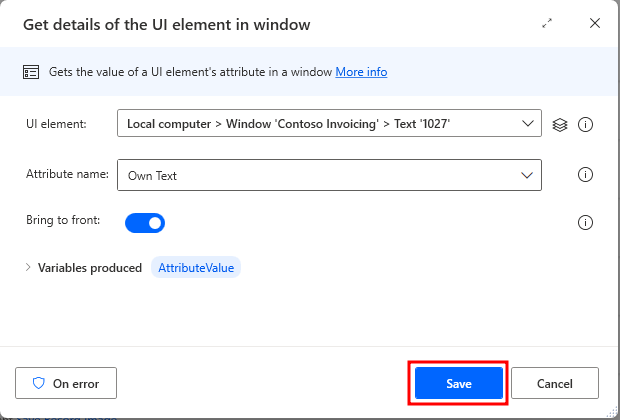 Get details of the UI element in window
Gets the value of a UI element's attribute in a window More info
UI element: Local computer > Window 'Contoso Invoicing' > Text '1027'
Attribute name: Own Text
Bring to front:
Variables produced AttributeValue
On error Save Cancel